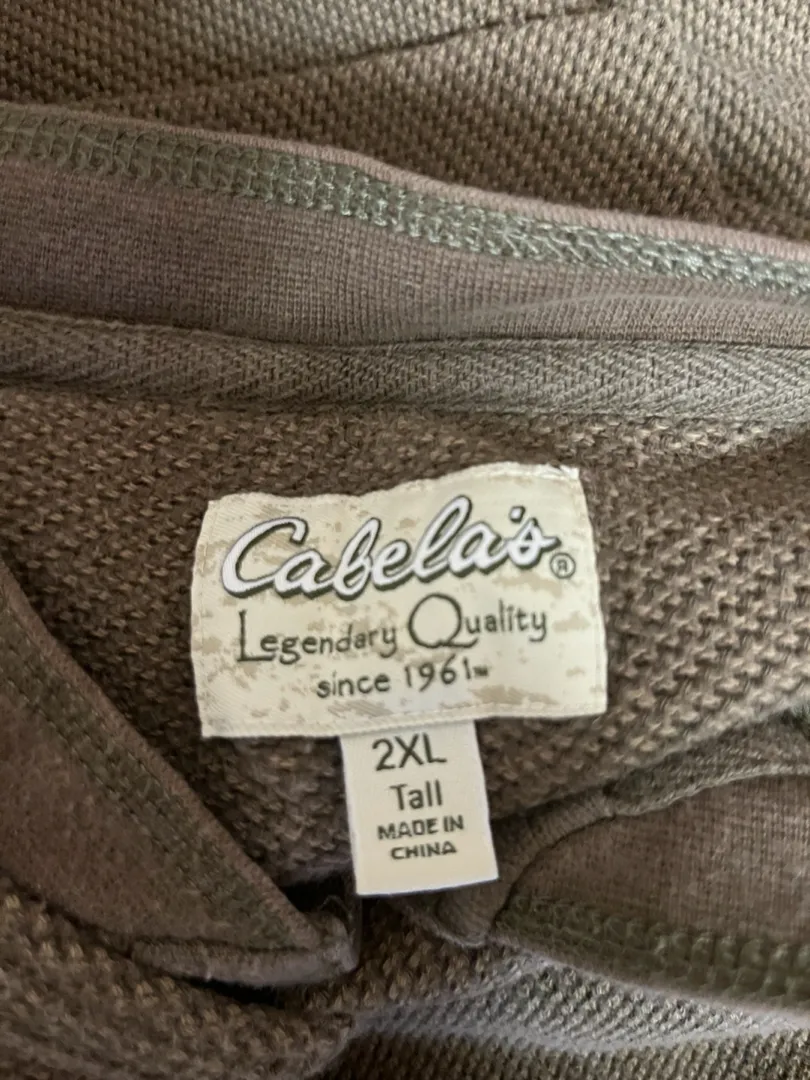 Cabela's®
Legendary Quality
since 1961™
2XL
Tall
MADE IN
CHINA